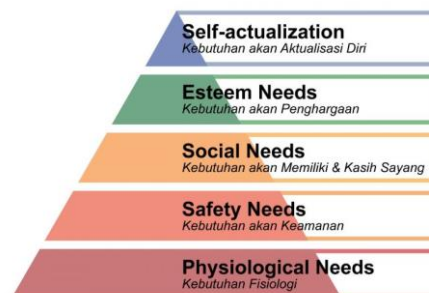 Self-actualization
Kebutuhan akan Aktualisasi Diri
Esteem Needs
Kebutuhan akan Penghargaan
Social Needs
Kebutuhan akan Memiliki & Kasih Sayang
Safety Needs
Kebutuhan akan Keamanan
Physiological Needs
Kebutuhan Fisiologi